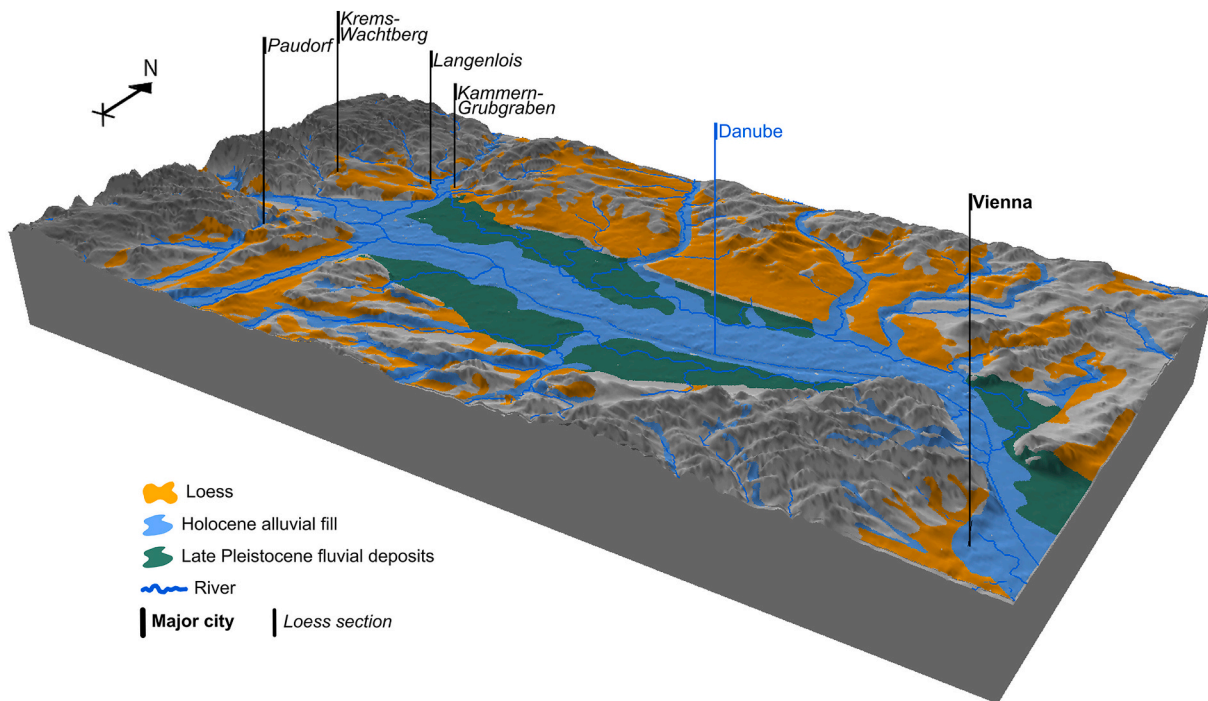 Krems-
Wachtberg
Paudorf
Langenlois
N
Kammern-
Grubgraben
Danube
Vienna
Loess
Holocene alluvial fill
Late Pleistocene fluvial deposits
River
Major city
Loess section